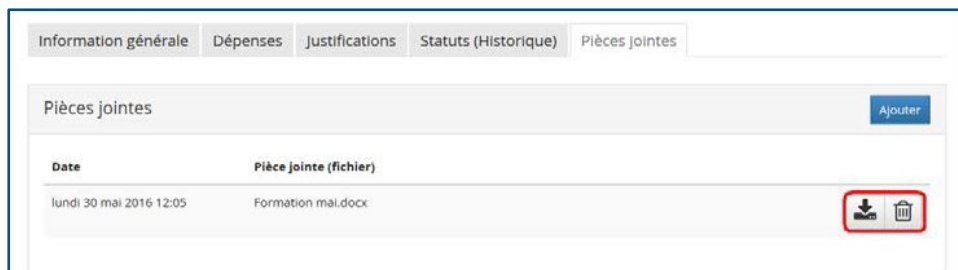 Information générale Dépenses Justifications Statuts (Historique) Pièces jointes
Pièces jointes Ajouter
Date Pièce jointe (fichier)
lundi 30 mai 2016 12:05 Formation mai.docx